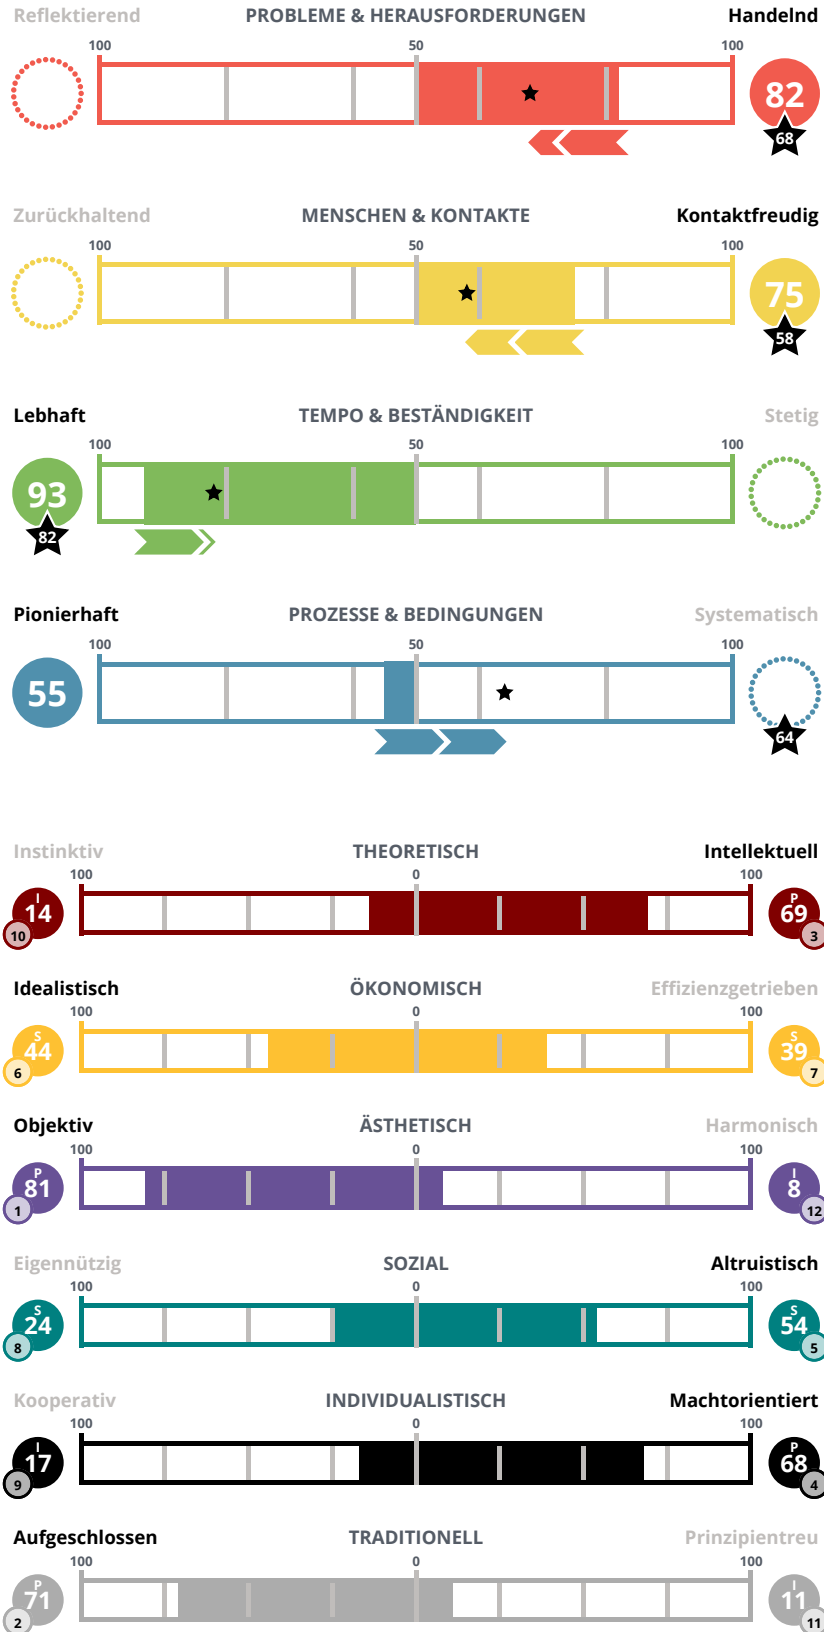 Reflektierend PROBLEME & HERAUSFORDERUNGEN Handelnd
100 50 100
82
68
Zurückhaltend MENSCHEN & KONTAKTE Kontaktfreudig
100 50 100
75
58
Lebhaft TEMPO & BESTÄNDIGKEIT Stetig
100 50 100
93
82
Pionierhaft PROZESSE & BEDINGUNGEN Systematisch
100 50 100
55
64
Instinktiv THEORETISCH Intellektuell
100 0 100
I P
14 69
10 3
Idealistisch ÖKONOMISCH Effizienzgetrieben
100 0 100
S S
44 39
6 7
Objektiv ÄSTHETISCH Harmonisch
100 0 100
P I
81 8
1 12
Eigennützig SOZIAL Altruistisch
100 0 100
S S
24 54
8 5
Kooperativ INDIVIDUALISTISCH Machtorientiert
100 0 100
I P
17 68
9 4
Aufgeschlossen TRADITIONELL Prinzipientreu
100 0 100
P I
71 11
2 11